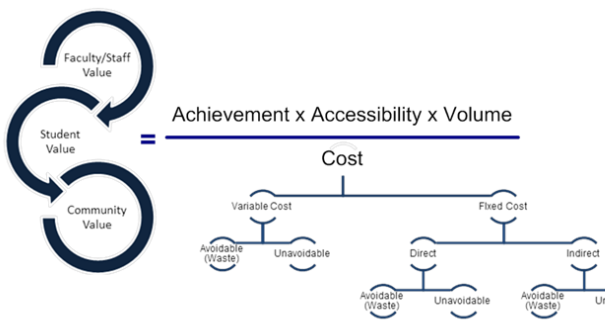 Faculty/Staff
Value
Student
Value
Community
Value
=
Achievement x Accessibility x Volume
Cost
Variable Cost
Fixed Cost
Avoidable
(Waste)
Unavoidable
Direct
Indirect
Avoidable
(Waste)
Unavoidable
Avoidable
(Waste)